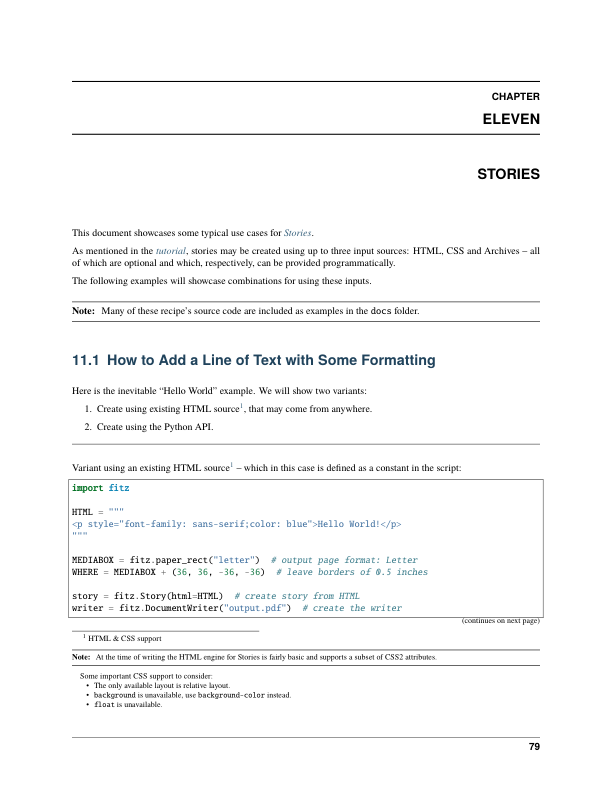 CHAPTER
ELEVEN
STORIES
This document showcases some typical use cases for Stories.
As mentioned in the tutorial, stories may be created using up to three input sources: HTML, CSS and Archives – all
of which are optional and which, respectively, can be provided programmatically.
The following examples will showcase combinations for using these inputs.
Note: Many of these recipe's source code are included as examples in the docs folder.
11.1 How to Add a Line of Text with Some Formatting
Here is the inevitable “Hello World” example. We will show two variants:
1. Create using existing HTML source1, that may come from anywhere.
2. Create using the Python API.
Variant using an existing HTML source1 – which in this case is defined as a constant in the script:
import fitz
HTML = """
<p style="font-family: sans-serif;color: blue">Hello World!</p>
"""
MEDIABOX = fitz.paper_rect("letter")  # output page format: Letter
WHERE = MEDIABOX + (36, 36, -36, -36)  # leave borders of 0.5 inches
story = fitz.Story(html=HTML)  # create story from HTML
writer = fitz.DocumentWriter("output.pdf")  # create the writer
(continues on next page)
1 HTML & CSS support
Note: At the time of writing the HTML engine for Stories is fairly basic and supports a subset of CSS2 attributes.
Some important CSS support to consider:
• The only available layout is relative layout.
• background is unavailable, use background-color instead.
• float is unavailable.
79